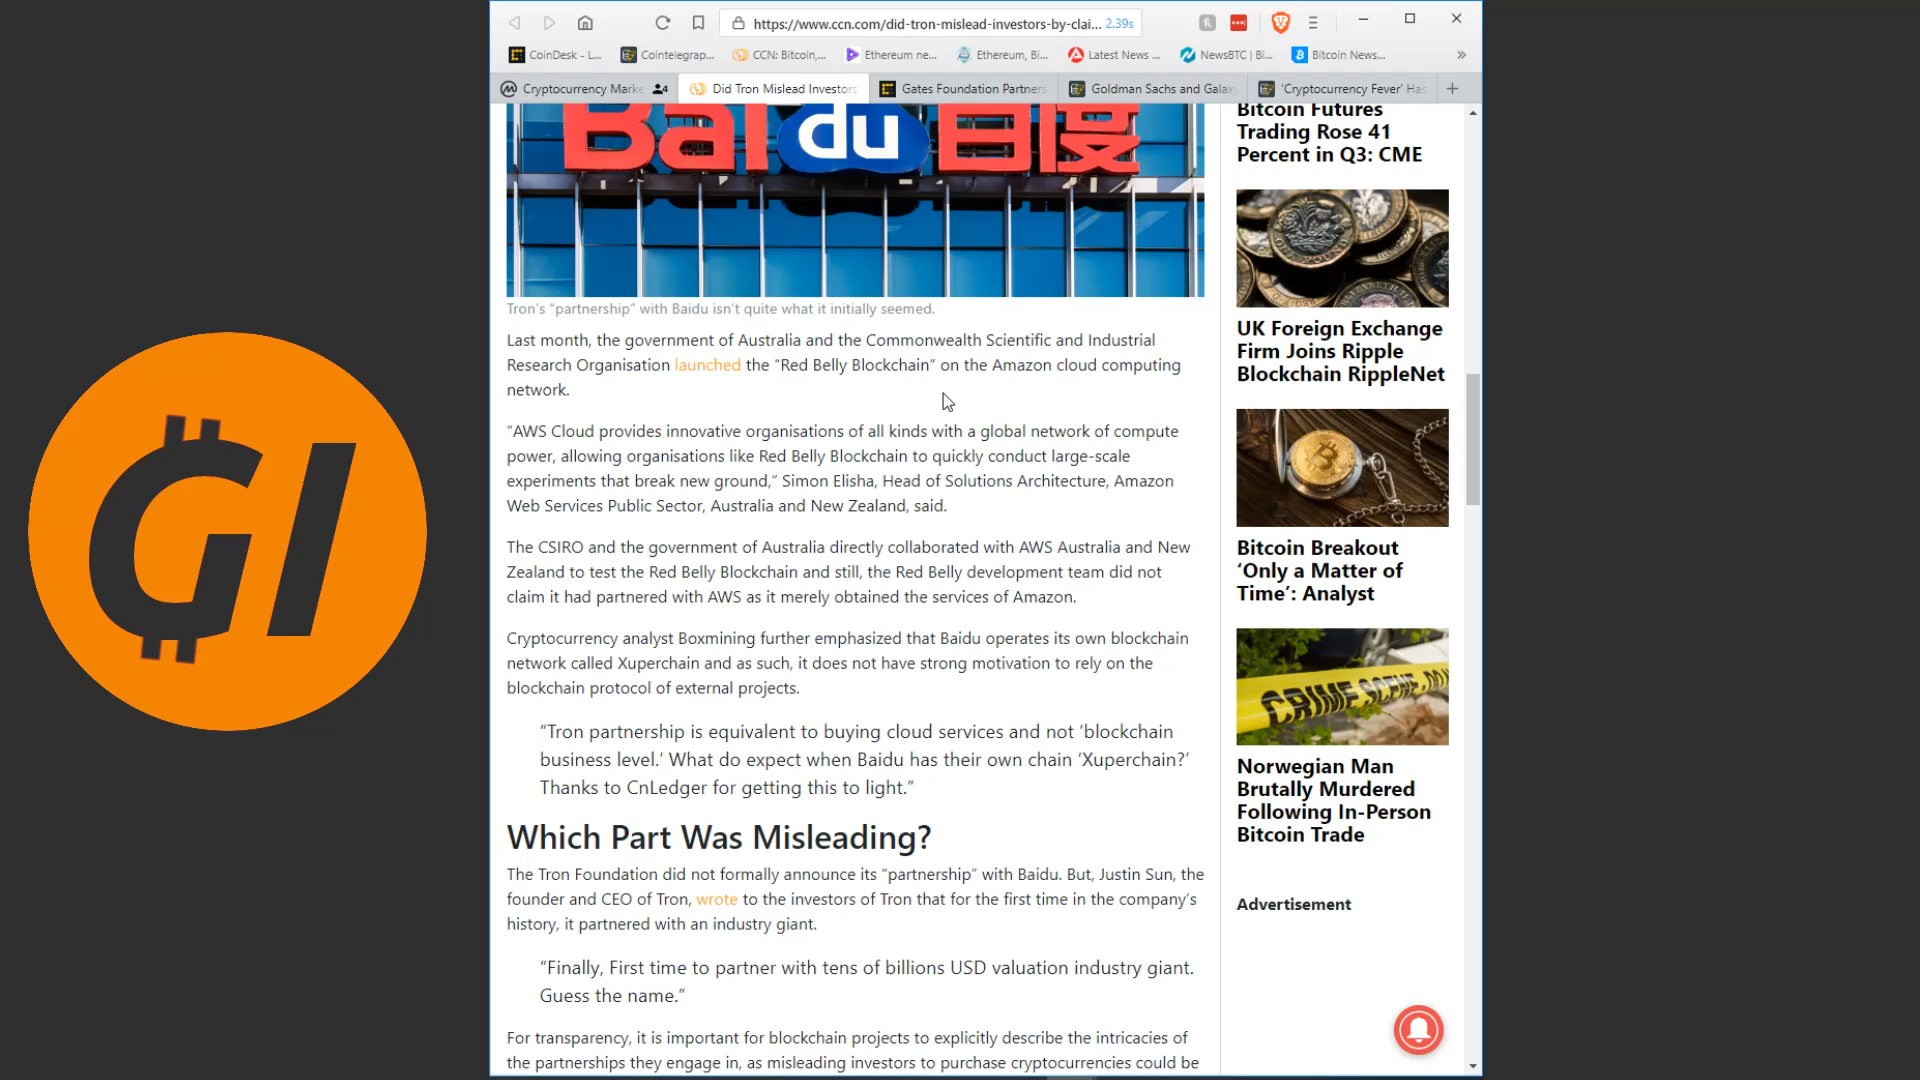 https://www.ccn.com/did-tron-mislead-investors-by-clai... 2.39s
CoinDesk - L...
Cointelegrap...
CCN: Bitcoin,...
Ethereum ne...
Ethereum, Bi...
Latest News ...
NewsBTC | Bi...
Bitcoin News...
»
Cryptocurrency Marke 4
Did Tron Mislead Investors
Gates Foundation Partners
Goldman Sachs and Galax
‘Cryptocurrency Fever’ Has
GI
Bai du 百度
Tron’s “partnership” with Baidu isn’t quite what it initially seemed.
Last month, the government of Australia and the Commonwealth Scientific and Industrial
Research Organisation launched the “Red Belly Blockchain” on the Amazon cloud computing
network.
“AWS Cloud provides innovative organisations of all kinds with a global network of compute
power, allowing organisations like Red Belly Blockchain to quickly conduct large-scale
experiments that break new ground,” Simon Elisha, Head of Solutions Architecture, Amazon
Web Services Public Sector, Australia and New Zealand, said.
The CSIRO and the government of Australia directly collaborated with AWS Australia and New
Zealand to test the Red Belly Blockchain and still, the Red Belly development team did not
claim it had partnered with AWS as it merely obtained the services of Amazon.
Cryptocurrency analyst Boxmining further emphasized that Baidu operates its own blockchain
network called Xuperchain and as such, it does not have strong motivation to rely on the
blockchain protocol of external projects.
“Tron partnership is equivalent to buying cloud services and not ‘blockchain
business level.’ What do expect when Baidu has their own chain ‘Xuperchain?’
Thanks to CnLedger for getting this to light.”
Which Part Was Misleading?
The Tron Foundation did not formally announce its “partnership” with Baidu. But, Justin Sun, the
founder and CEO of Tron, wrote to the investors of Tron that for the first time in the company’s
history, it partnered with an industry giant.
“Finally, First time to partner with tens of billions USD valuation industry giant.
Guess the name.”
For transparency, it is important for blockchain projects to explicitly describe the intricacies of
the partnerships they engage in, as misleading investors to purchase cryptocurrencies could be
Bitcoin Futures
Trading Rose 41
Percent in Q3: CME
UK Foreign Exchange
Firm Joins Ripple
Blockchain RippleNet
Bitcoin Breakout
‘Only a Matter of
Time’: Analyst
CRIME SCENE
Norwegian Man
Brutally Murdered
Following In-Person
Bitcoin Trade
Advertisement